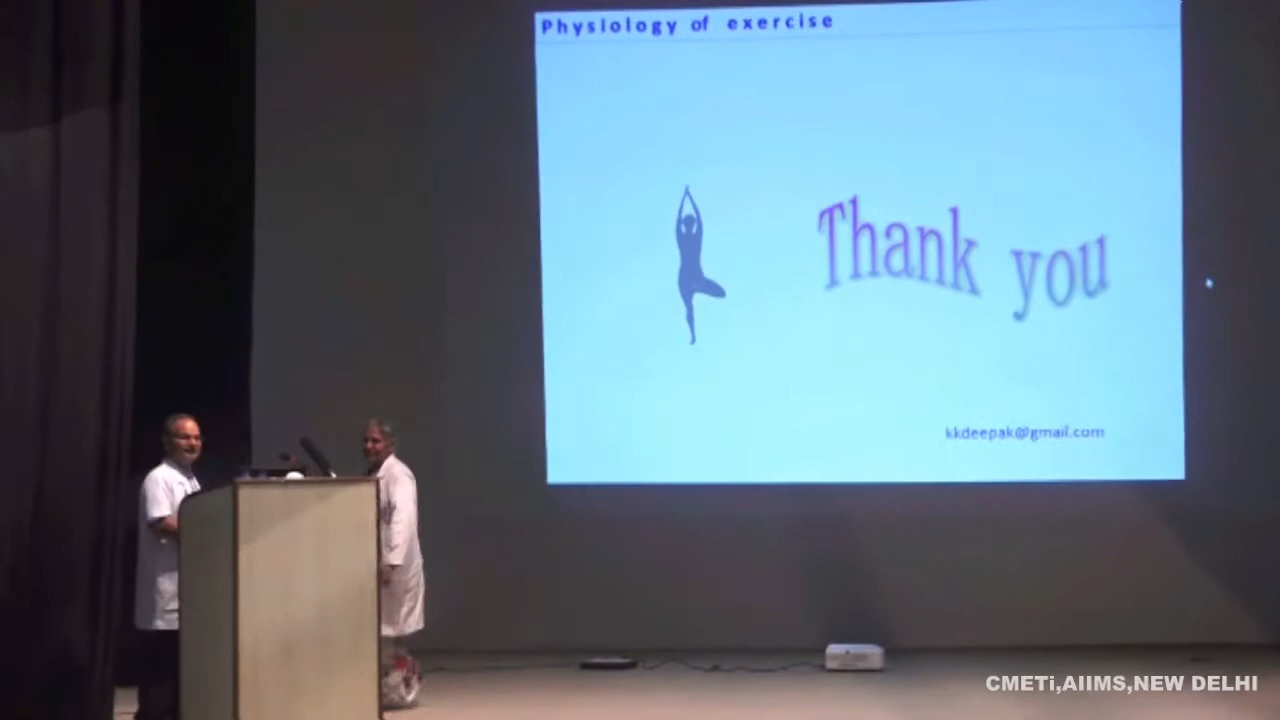 Physiology of exercise
Thank you
kkdeepak@gmail.com
CMETi,AIIMS,NEW DELHI